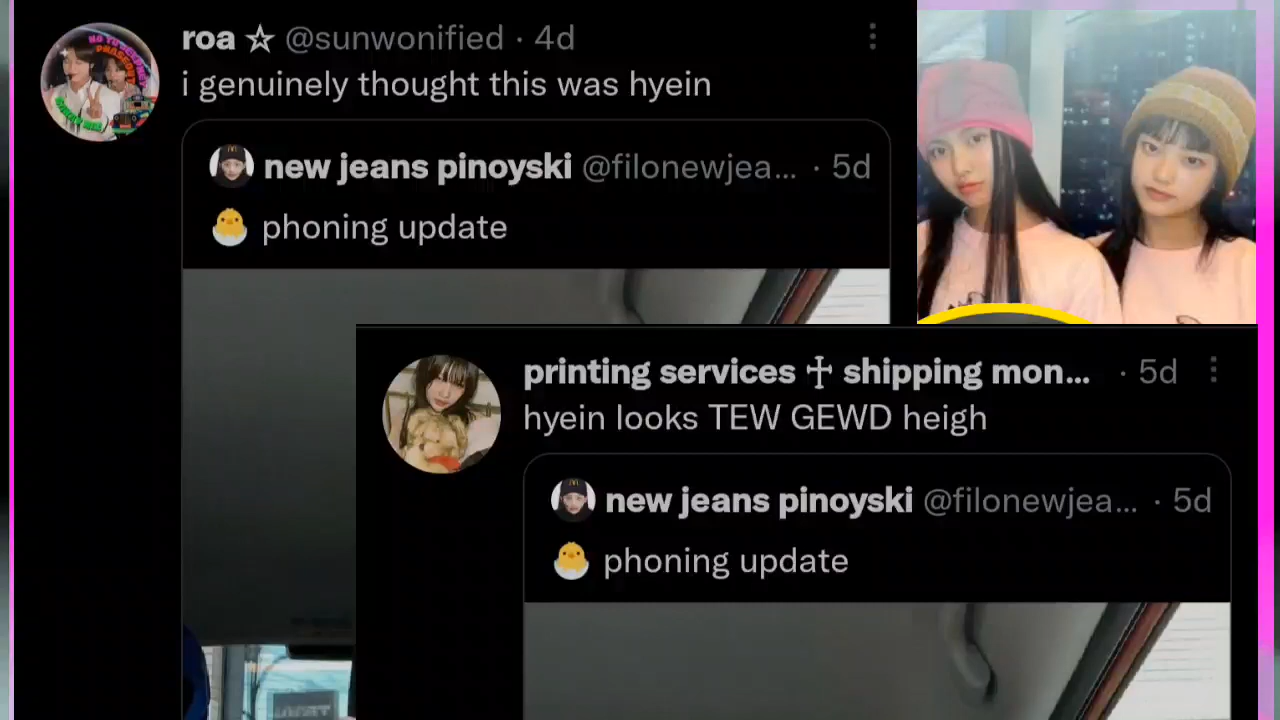 roa ☆ @sunwonified · 4d
i genuinely thought this was hyein
new jeans pinoyski @filonewjea... · 5d
🐣 phoning update
printing services ☩ shipping mon... · 5d
hyein looks TEW GEWD heigh
new jeans pinoyski @filonewjea... · 5d
🐣 phoning update